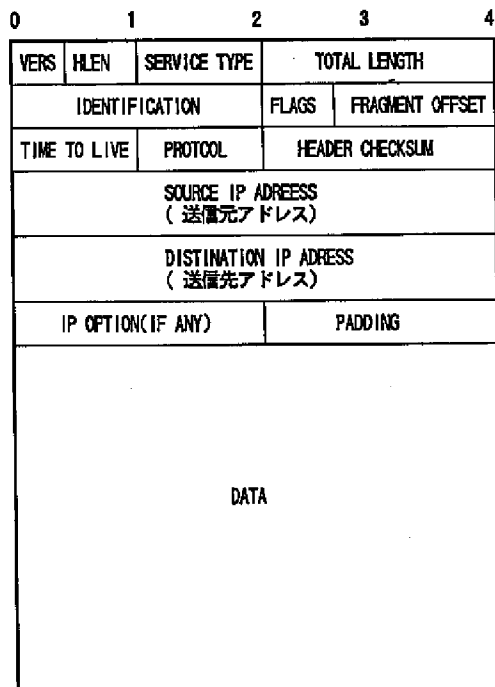 0 1 2 3 4
VERS HLEN SERVICE TYPE TOTAL LENGTH
IDENTIFICATION FLAGS FRAGMENT OFFSET
TIME TO LIVE PROTCOL HEADER CHECKSUM
SOURCE IP ADREESS
( 送信元アドレス)
DISTINATION IP ADRESS
( 送信先アドレス)
IP OPTION(IF ANY) PADDING
DATA